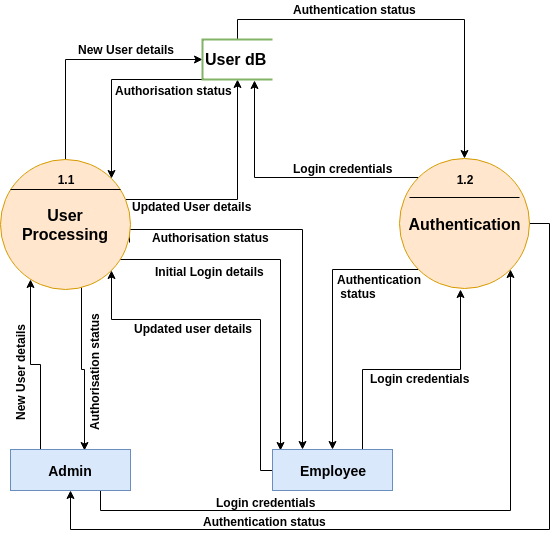 Authentication status
New User details
User dB
Authorisation status
Login credentials
1.1
1.2
User
Processing
Updated User details
Authentication
Authorisation status
Initial Login details
Authentication
status
Updated user details
New User details
Authorisation status
Login credentials
Admin
Employee
Login credentials
Authentication status